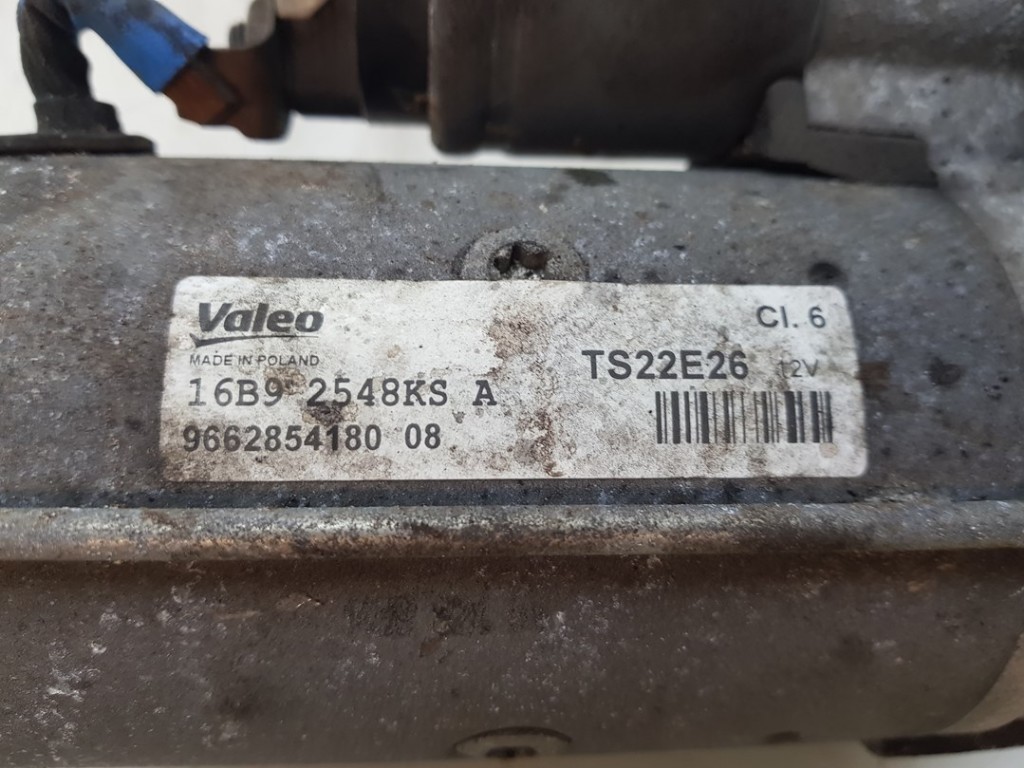 Valeo
MADE IN POLAND
Cl. 6
TS22E26 12V
16B9 2548KS A
9662854180 08